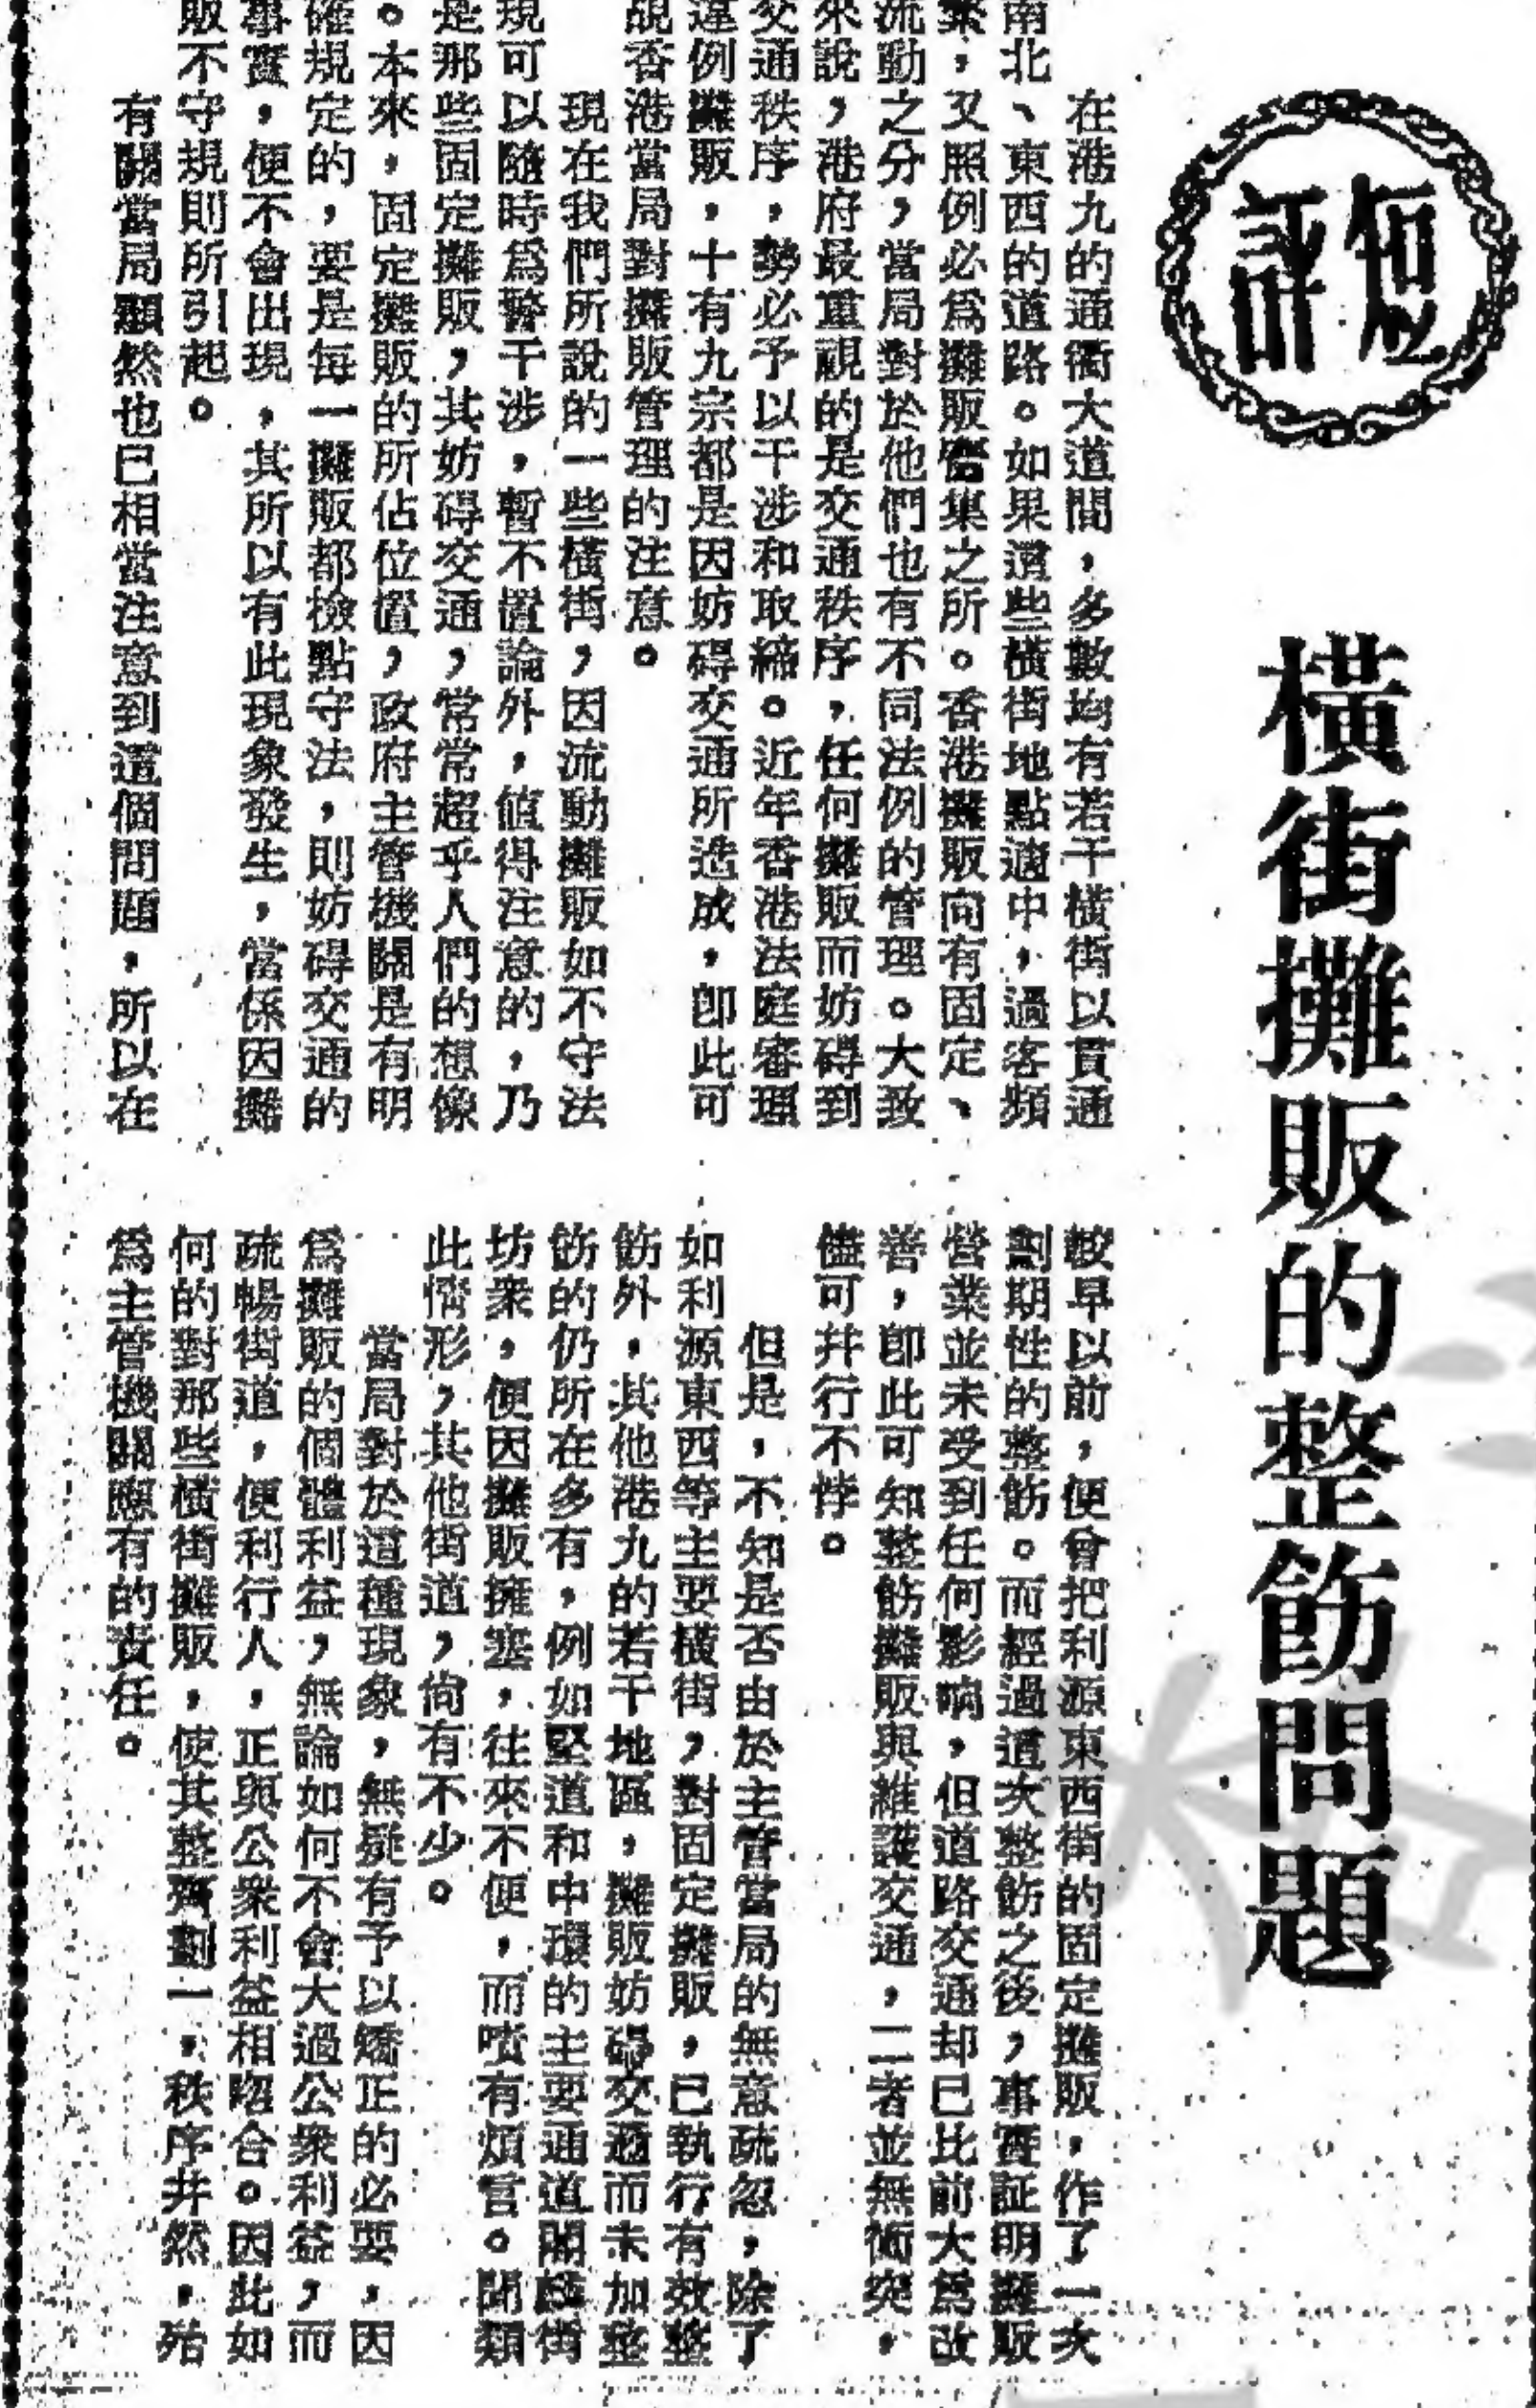 短評
橫街攤販的整飭問題
在港九的通衢大道間，多數均有若干橫街以貫通
南北、東西的道路。如果這些橫街地點適中，過客頻
繁，又照例必爲攤販營集之所。香港攤販向有固定、
流動之分，當局對於他們也有不同法例的管理。大致
來說，港府最重視的是交通秩序，任何攤販而妨碍到
交通秩序，勢必予以干涉和取締。近年香港法庭審理
違例攤販，十有九宗都是因妨碍交通所造成，即此可
覘香港當局對攤販管理的注意。
現在我們所說的一些橫街，因流動攤販如不守法
現可以隨時爲警干涉，暫不置論外，值得注意的，乃
是那些固定攤販，其妨碍交通，常常超乎人們的想像
。本來，固定攤販的所佔位置，政府主管機關是有明
確規定的，要是每一攤販都檢點守法，則妨碍交通的
事實，便不會出現，其所以有此現象發生，當係因攤
販不守規則所引起。
有關當局顯然也已相當注意到這個問題，所以在
較早以前，便曾把利源東西街的固定攤販，作了一次
劃期性的整飭。而經過這次整飭之後，事實証明攤販
營業並未受到任何影响，但道路交通却已比前大爲改
善，即此可知整飭攤販與維護交通，二者並無衝突，
儘可并行不悖。
但是，不知是否由於主管當局的無意疏忽，除了
如利源東西等主要橫街，對固定攤販，已執行有效整
飭外，其他港九的若干地區，攤販妨碍交通而未加整
飭的仍所在多有，例如堅道和中環的主要通道閣麟街
坊衆，便因攤販擁塞，往來不便，而嘖有煩言。聞類
此情形，其他街道，尙有不少。
當局對於這種現象，無疑有予以矯正的必要，因
爲攤販的個體利益，無論如何不會大過公衆利益，而
疏暢街道，便利行人，正與公衆利益相脗合。因此如
何的對那些橫街攤販，使其整齊劃一，秩序井然，殆
爲主管機關應有的責任。